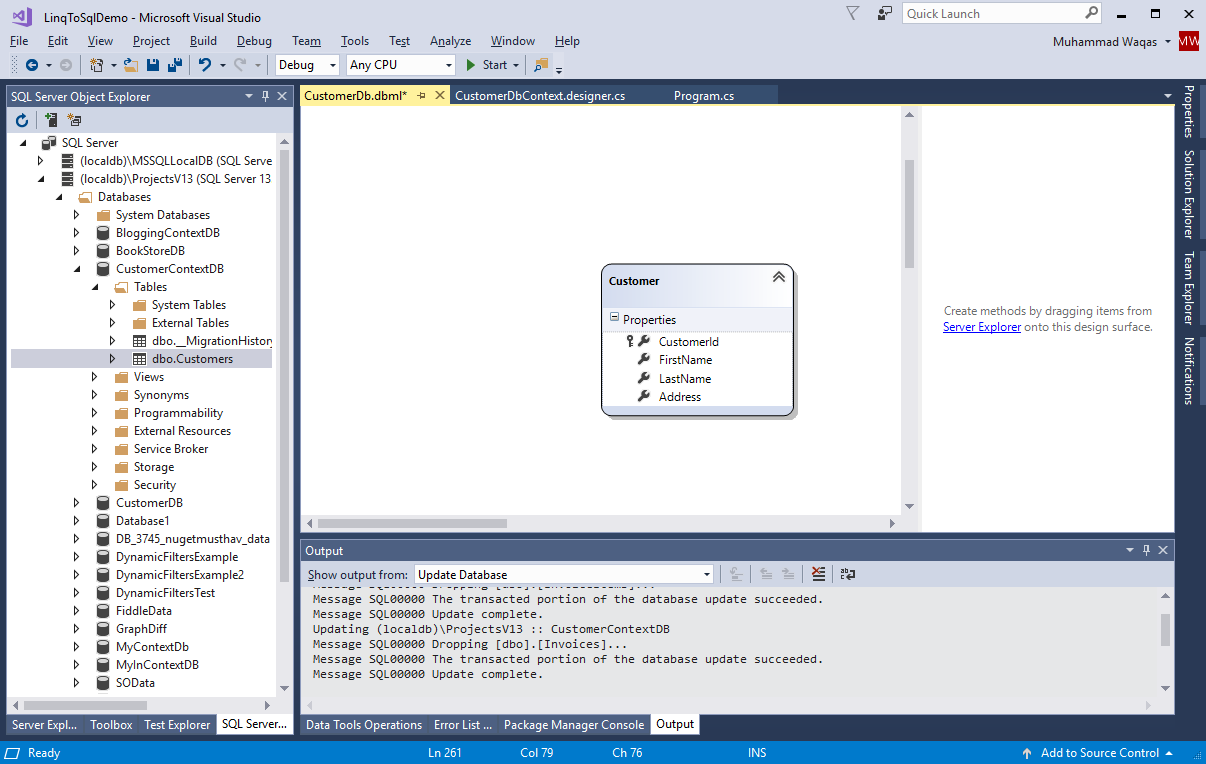 LinqToSqlDemo - Microsoft Visual Studio
Quick Launch
File Edit View Project Build Debug Team Tools Test Analyze Window Help
Muhammad Waqas MW
Debug Any CPU Start
SQL Server Object Explorer
SQL Server
(localdb)\MSSQLLocalDB (SQL Serve
(localdb)\ProjectsV13 (SQL Server 13
Databases
System Databases
BloggingContextDB
BookStoreDB
CustomerContextDB
Tables
System Tables
External Tables
dbo.__MigrationHistory
dbo.Customers
Views
Synonyms
Programmability
External Resources
Service Broker
Storage
Security
CustomerDB
Database1
DB_3745_nugetmusthav_data
DynamicFiltersExample
DynamicFiltersExample2
DynamicFiltersTest
FiddleData
GraphDiff
MyContextDb
MyInContextDB
SOData
Server Expl... Toolbox Test Explorer SQL Server...
CustomerDb.dbml* CustomerDbContext.designer.cs Program.cs
Customer
Properties
CustomerId
FirstName
LastName
Address
Create methods by dragging items from
Server Explorer onto this design surface.
Properties
Solution Explorer
Team Explorer
Notifications
Output
Show output from: Update Database
Message SQL00000 The transacted portion of the database update succeeded.
Message SQL00000 Update complete.
Updating (localdb)\ProjectsV13 :: CustomerContextDB
Message SQL00000 Dropping [dbo].[Invoices]...
Message SQL00000 The transacted portion of the database update succeeded.
Message SQL00000 Update complete.
Data Tools Operations Error List ... Package Manager Console Output
Ready Ln 261 Col 79 Ch 76 INS Add to Source Control